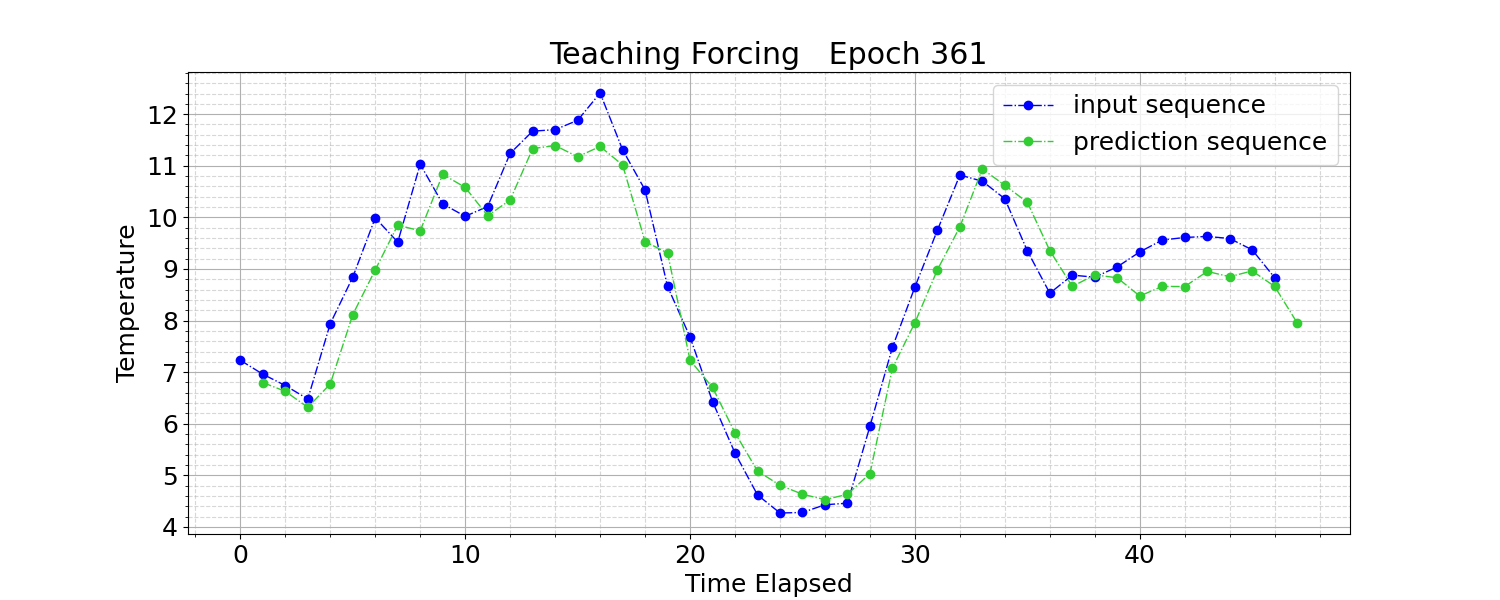 Teaching Forcing   Epoch 361
input sequence
prediction sequence
Temperature
12
11
10
9
8
7
6
5
4
0 10 20 30 40
Time Elapsed